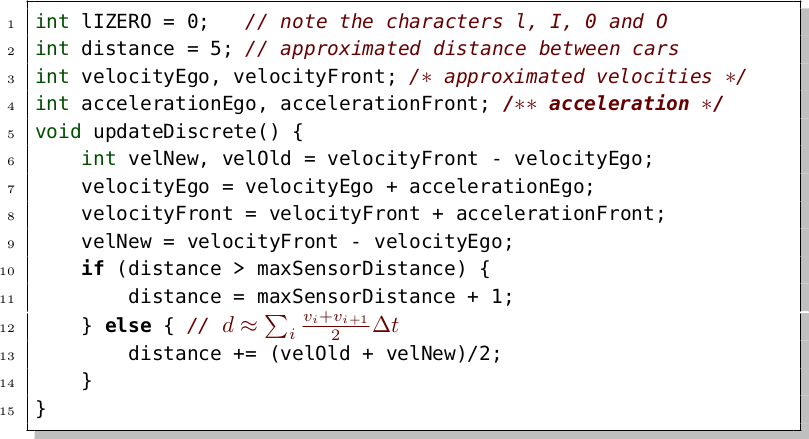 1 int lIZERO = 0;   // note the characters l, I, 0 and O
2 int distance = 5; // approximated distance between cars
3 int velocityEgo, velocityFront; /* approximated velocities */
4 int accelerationEgo, accelerationFront; /** acceleration */
5 void updateDiscrete() {
6     int velNew, velOld = velocityFront - velocityEgo;
7     velocityEgo = velocityEgo + accelerationEgo;
8     velocityFront = velocityFront + accelerationFront;
9     velNew = velocityFront - velocityEgo;
10     if (distance > maxSensorDistance) {
11         distance = maxSensorDistance + 1;
12     } else { // $d \approx \sum_i \frac{v_i+v_{i+1}}{2} \Delta t$
13         distance += (velOld + velNew)/2;
14     }
15 }